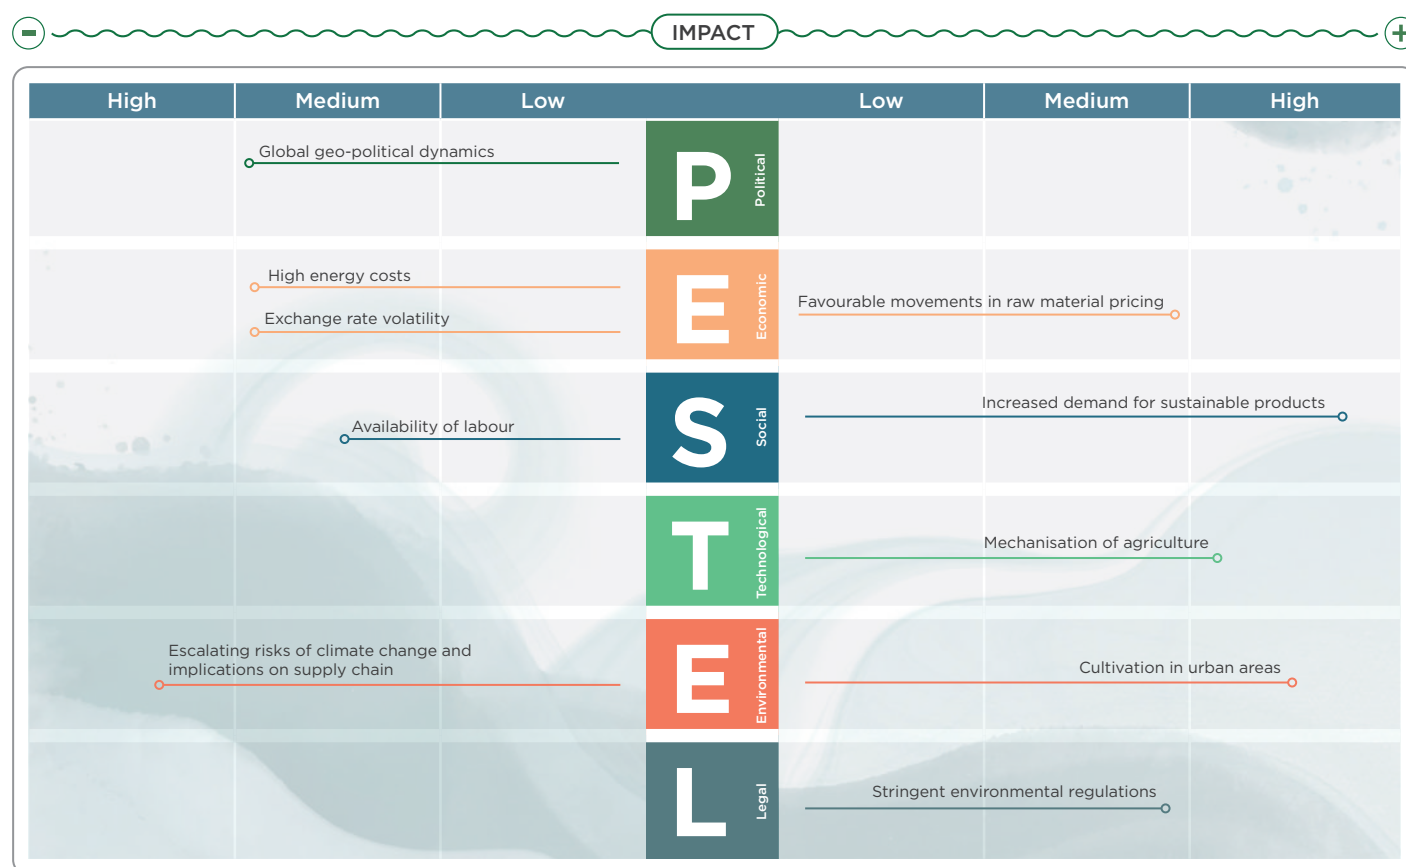 IMPACT
High Medium Low Low Medium High
Global geo-political dynamics
P
Political
High energy costs
Exchange rate volatility
E
Economic
Favourable movements in raw material pricing
Availability of labour
S
Social
Increased demand for sustainable products
T
Technological
Mechanisation of agriculture
Escalating risks of climate change and
implications on supply chain
E
Environmental
Cultivation in urban areas
L
Legal
Stringent environmental regulations